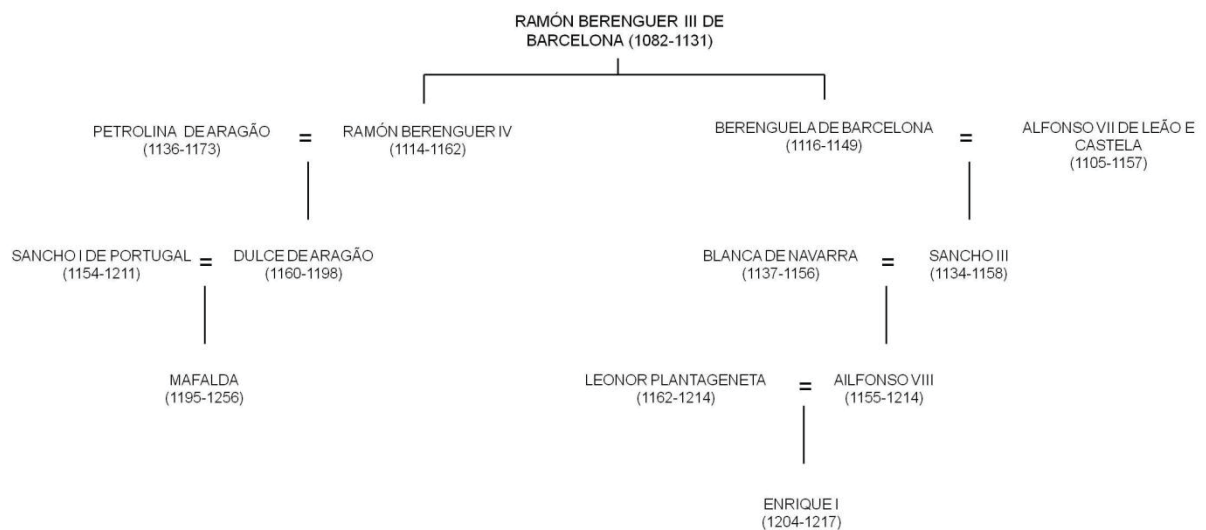 RAMÓN BERENGUER III DE
BARCELONA (1082-1131)
PETROLINA DE ARAGÃO = RAMÓN BERENGUER IV
(1136-1173) (1114-1162)
BERENGUELA DE BARCELONA = ALFONSO VII DE LEÃO E
CASTELA
(1116-1149) (1105-1157)
SANCHO I DE PORTUGAL = DULCE DE ARAGÃO
(1154-1211) (1160-1198)
BLANCA DE NAVARRA = SANCHO III
(1137-1156) (1134-1158)
MAFALDA
(1195-1256)
LEONOR PLANTAGENETA = AILFONSO VIII
(1162-1214) (1155-1214)
ENRIQUE I
(1204-1217)